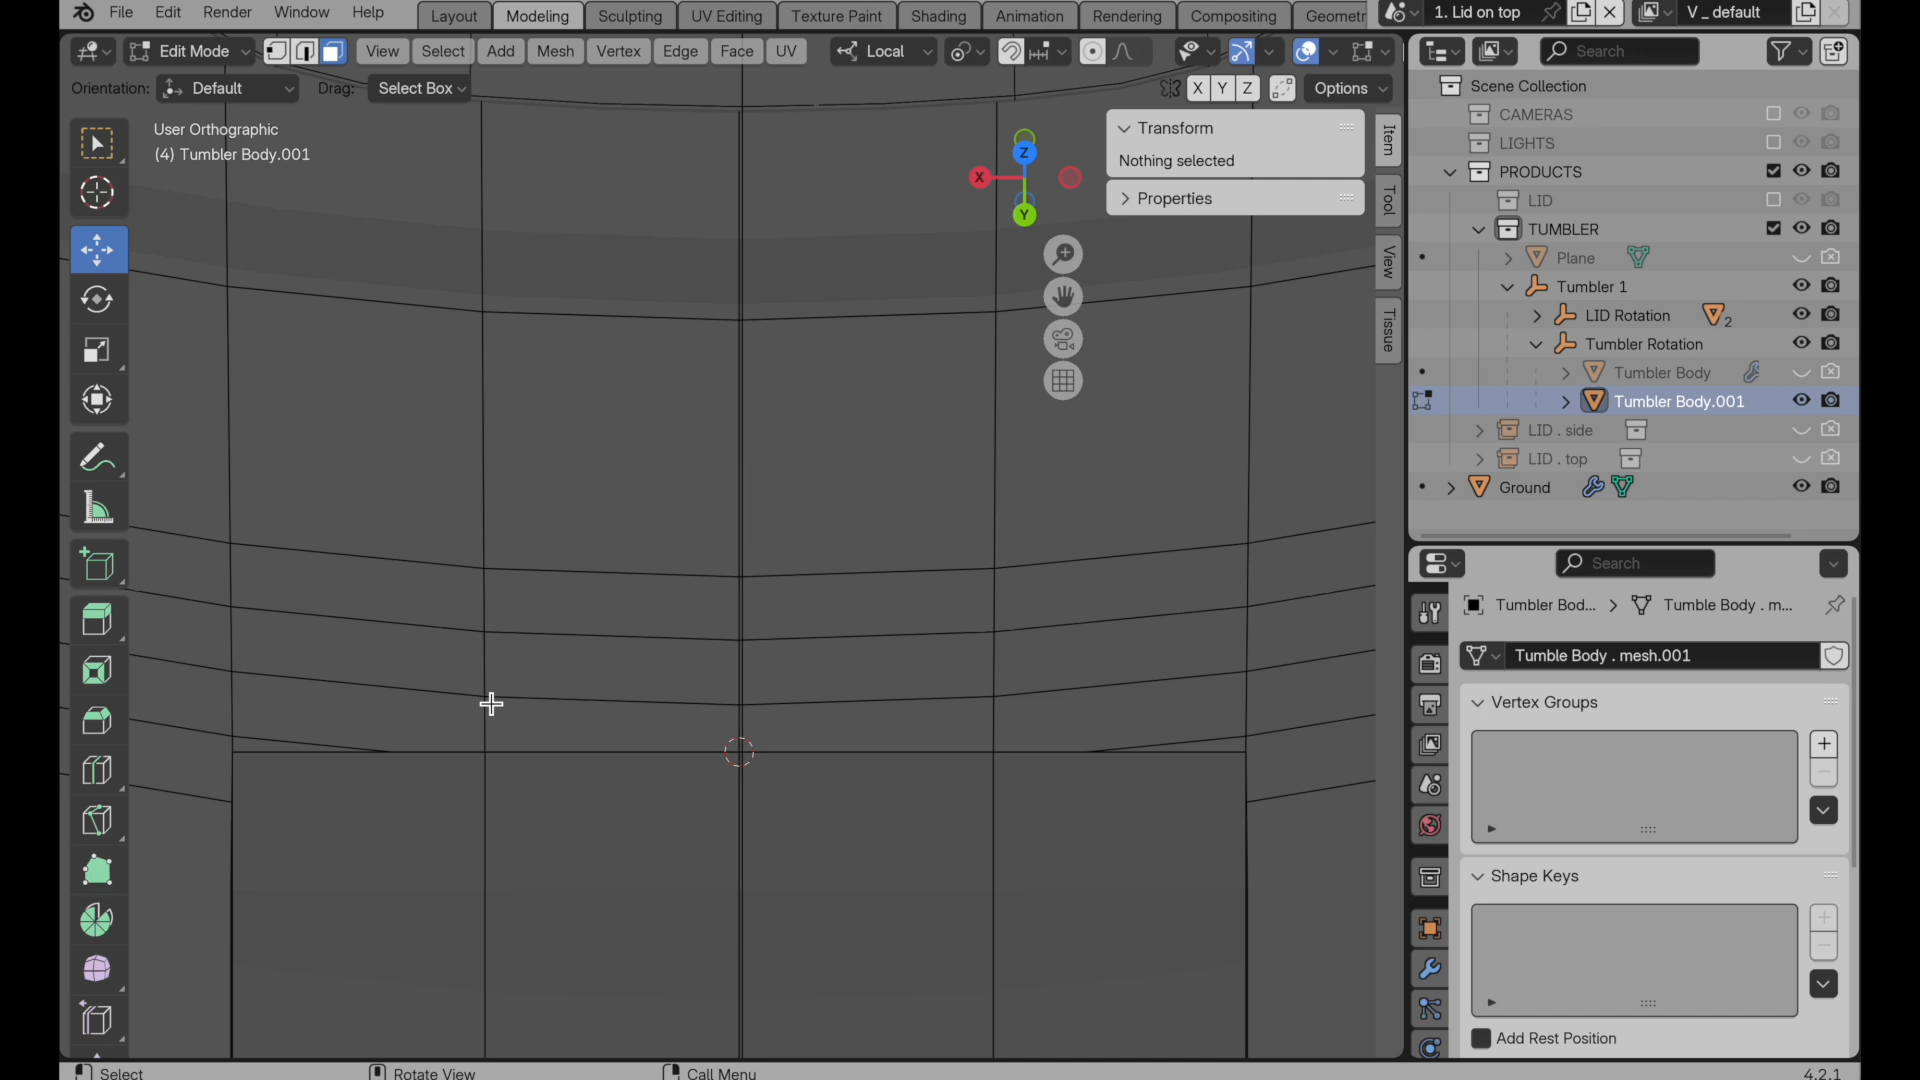 File Edit Render Window Help
Layout Modeling Sculpting UV Editing Texture Paint Shading Animation Rendering Compositing Geometr
1. Lid on top
V _ default
Edit Mode View Select Add Mesh Vertex Edge Face UV Local
Search
Orientation: Default Drag: Select Box
X Y Z Options
Scene Collection
CAMERAS
LIGHTS
PRODUCTS
LID
TUMBLER
Plane
Tumbler 1
LID Rotation 2
Tumbler Rotation
Tumbler Body
Tumbler Body.001
LID . side
LID . top
Ground
User Orthographic
(4) Tumbler Body.001
Z
X
Y
Transform
Nothing selected
Properties
Item
Tool
View
Tissue
Search
Tumbler Bod... Tumble Body . m...
Tumble Body . mesh.001
Vertex Groups
Shape Keys
Add Rest Position
Select Rotate View Call Menu
4.2.1